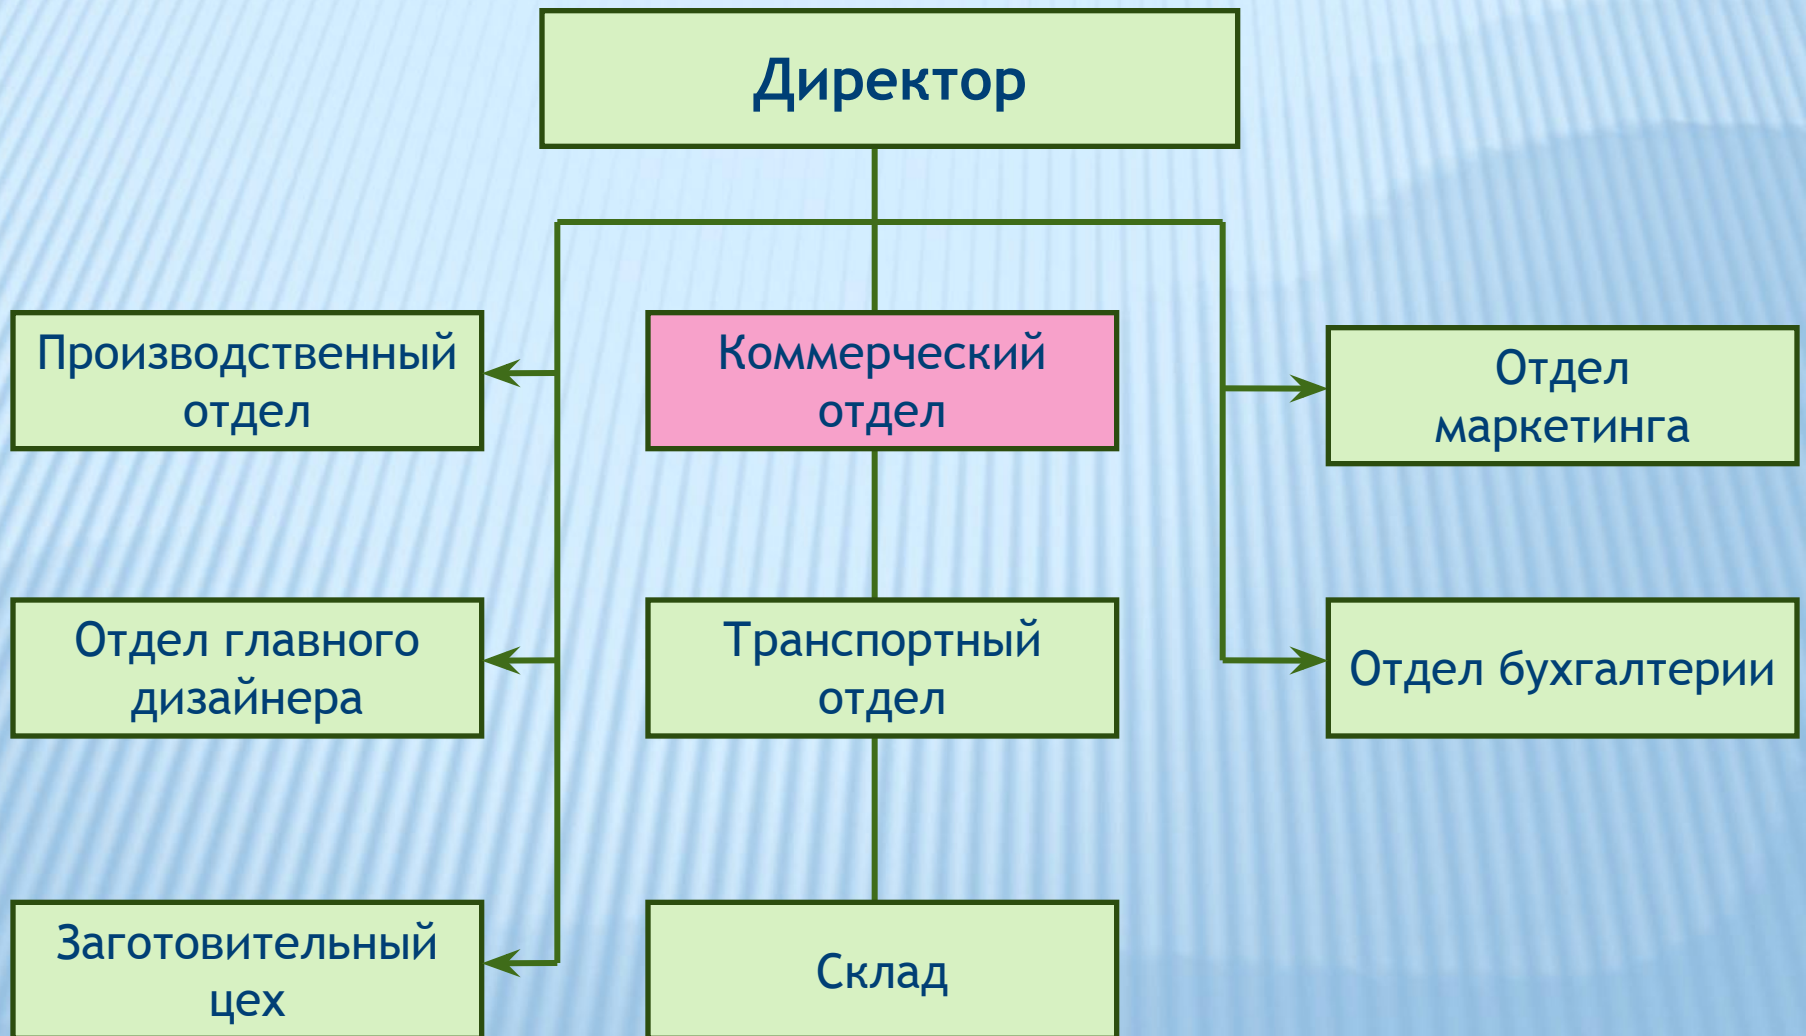 Директор
Производственный
отдел
Коммерческий
отдел
Отдел
маркетинга
Отдел главного
дизайнера
Транспортный
отдел
Отдел бухгалтерии
Заготовительный
цех
Склад